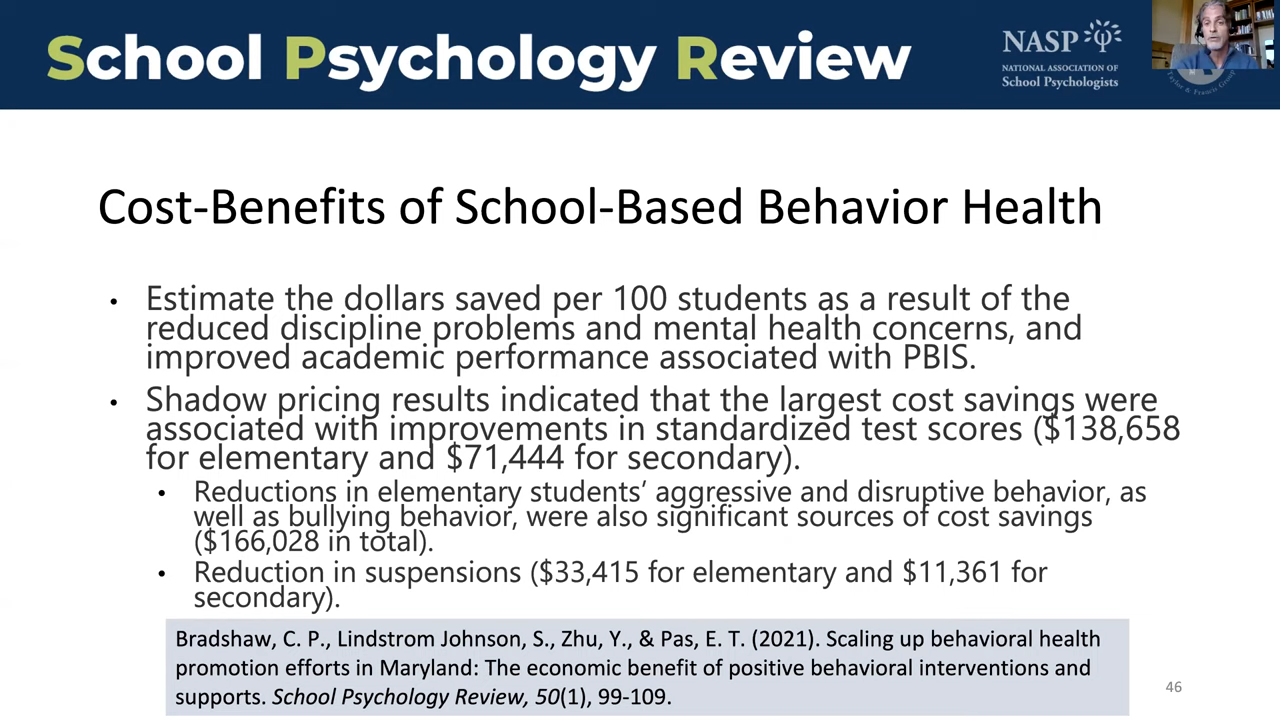 School Psychology Review
NASP
NATIONAL ASSOCIATION OF
School Psychologists
Taylor & Francis Group
Cost-Benefits of School-Based Behavior Health
• Estimate the dollars saved per 100 students as a result of the
reduced discipline problems and mental health concerns, and
improved academic performance associated with PBIS.
• Shadow pricing results indicated that the largest cost savings were
associated with improvements in standardized test scores ($138,658
for elementary and $71,444 for secondary).
• Reductions in elementary students’ aggressive and disruptive behavior, as
well as bullying behavior, were also significant sources of cost savings
($166,028 in total).
• Reduction in suspensions ($33,415 for elementary and $11,361 for
secondary).
Bradshaw, C. P., Lindstrom Johnson, S., Zhu, Y., & Pas, E. T. (2021). Scaling up behavioral health
promotion efforts in Maryland: The economic benefit of positive behavioral interventions and
supports. School Psychology Review, 50(1), 99-109.
46